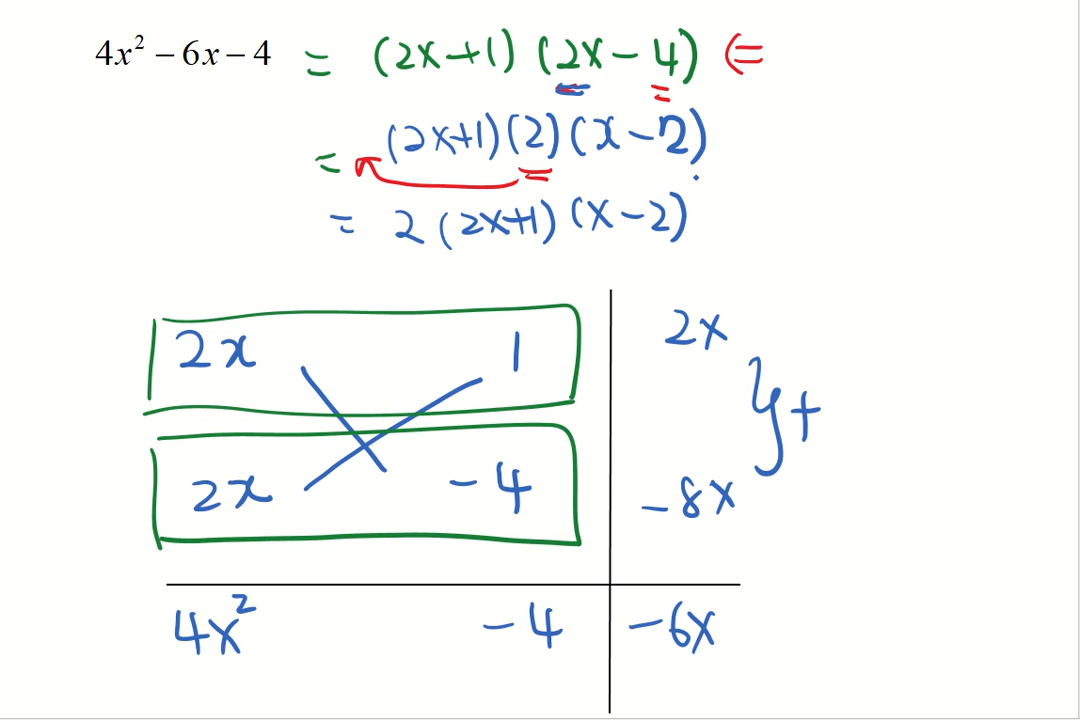 4x² – 6x – 4 = (2x+1) (2x – 4) (=
= (2x+1) (2) (x – 2)
= 2 (2x+1) (x – 2)
2x 1 2x
} +
2x – 4 – 8x
4x² – 4 – 6x